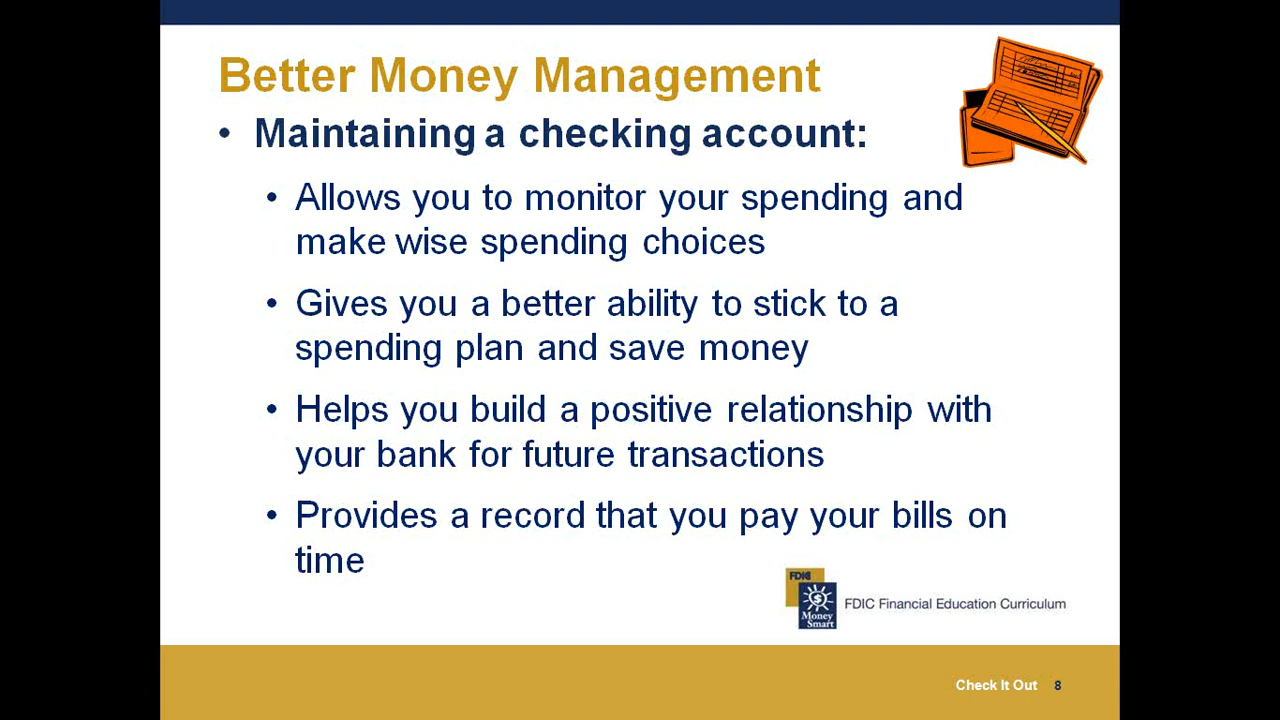 Better Money Management
• Maintaining a checking account:
• Allows you to monitor your spending and
make wise spending choices
• Gives you a better ability to stick to a
spending plan and save money
• Helps you build a positive relationship with
your bank for future transactions
• Provides a record that you pay your bills on
time
FDIC
$
Money
Smart
FDIC Financial Education Curriculum
Check It Out 8